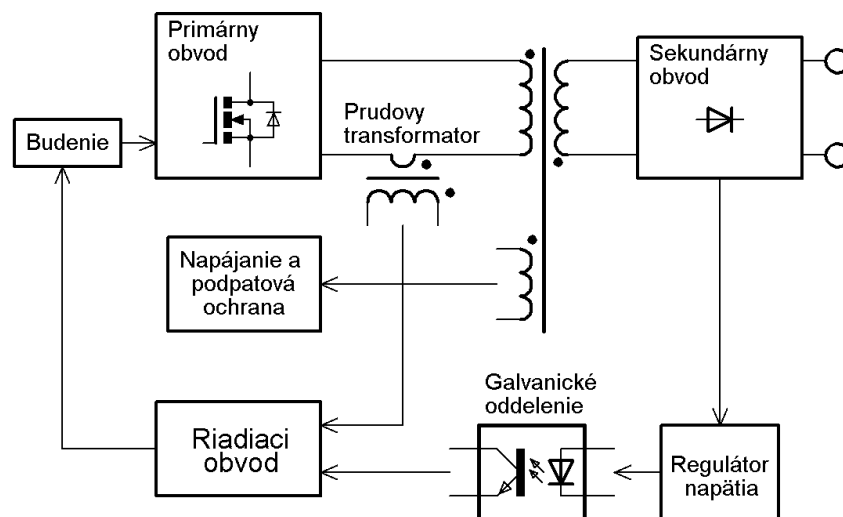 Primárny
obvod
Sekundárny
obvod
Prudovy
transformator
Budenie
Napájanie a
podpatová
ochrana
Galvanické
oddelenie
Riadiaci
obvod
Regulátor
napätia